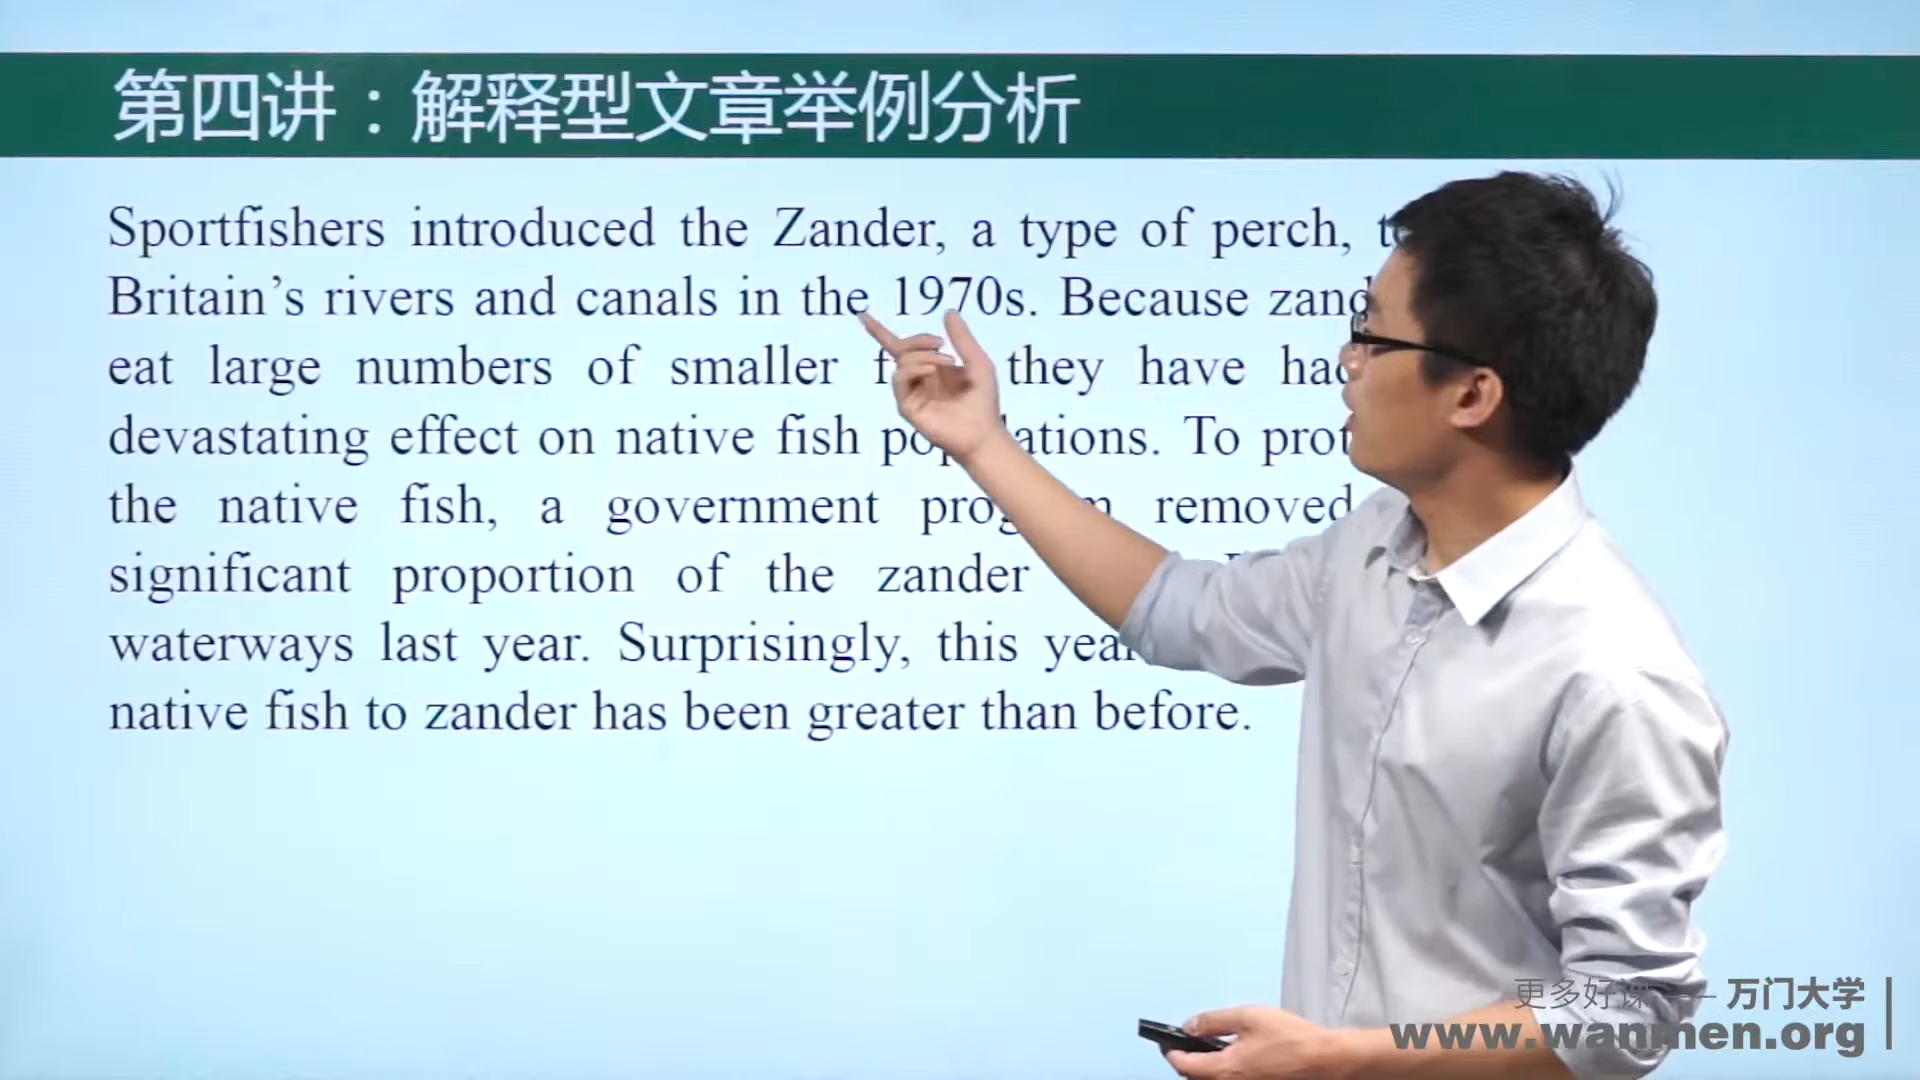 第四讲：解释型文章举例分析
Sportfishers introduced the Zander, a type of perch,
Britain’s rivers and canals in the 1970s. Because
eat large numbers of smaller they have
devastating effect on native fish To
the native fish, a government removed
significant proportion of the zander
waterways last year. Surprisingly, this
native fish to zander has been greater than before.
更多好课 —— 万门大学
www.wanmen.org